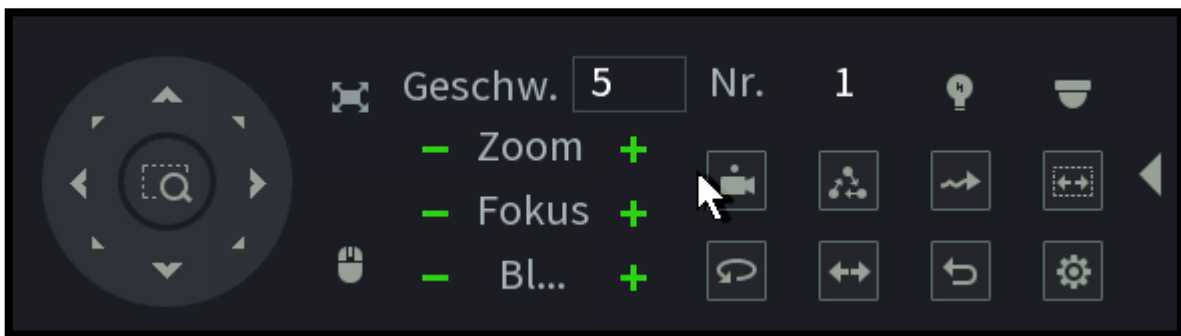 Geschw. 5 Nr. 1
− Zoom +
− Fokus +
− Bl... +